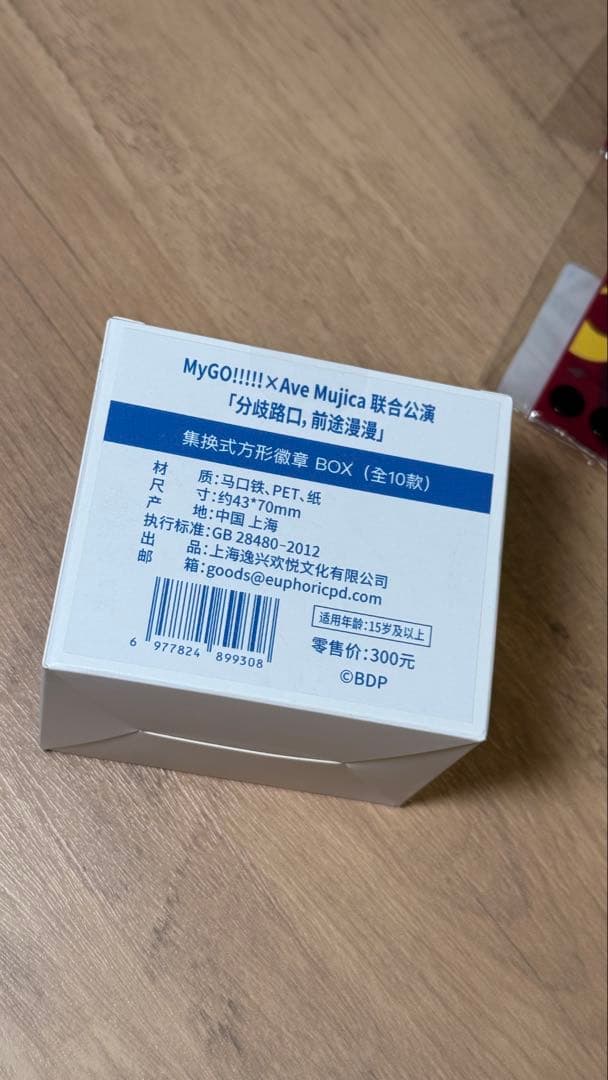 MyGO!!!!!×Ave Mujica 联合公演
「分歧路口，前途漫漫」
集换式方形徽章 BOX（全10款）
材质：马口铁、PET、纸
尺寸：约43*70mm
产地：中国 上海
执行标准：GB 28480-2012
出品：上海逸兴欢悦文化有限公司
邮箱：goods@euphoricpd.com
适用年龄：15岁及以上
零售价：300元
©BDP
6 977824 899308